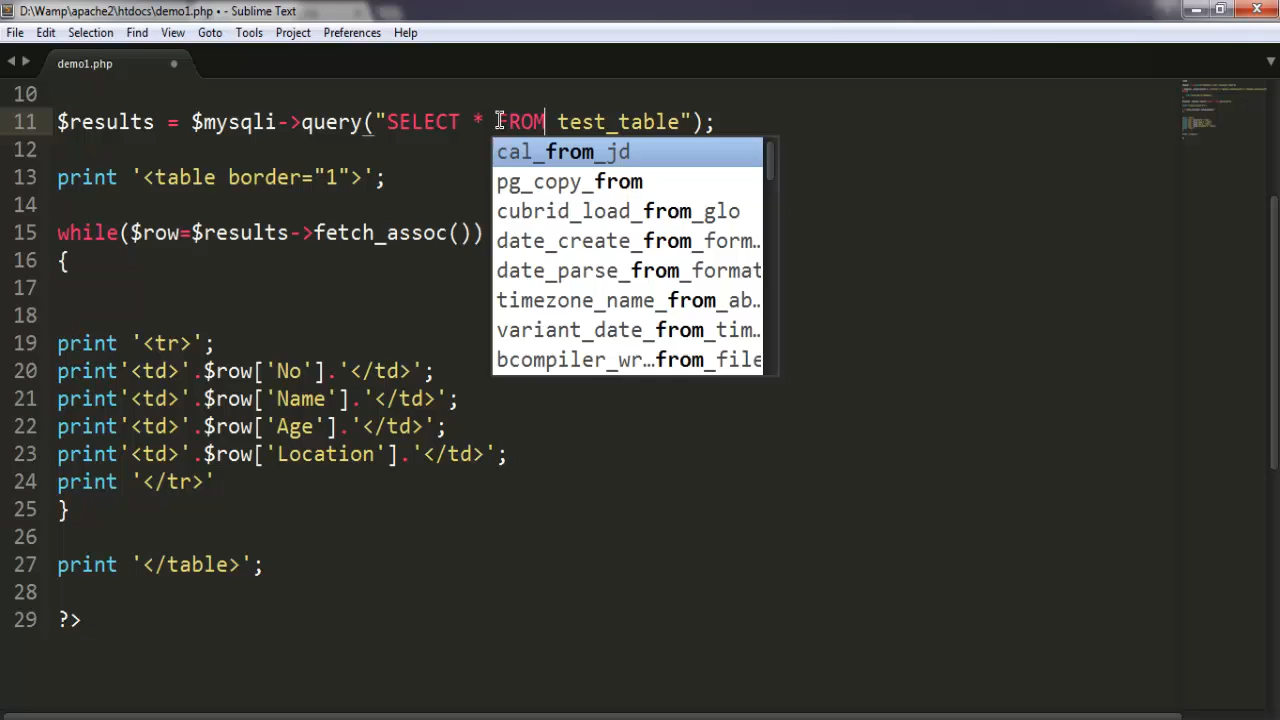 D:\Wamp\apache2\htdocs\demo1.php • - Sublime Text
File Edit Selection Find View Goto Tools Project Preferences Help
demo1.php
10
11 $results = $mysqli->query("SELECT * FROM test_table");
cal_from_jd
12
pg_copy_from
13 print '<table border="1">';
14
cubrid_load_from_glo
15 while($row=$results->fetch_assoc())
date_create_from_form…
16 {
date_parse_from_format
17
timezone_name_from_ab…
18
variant_date_from_tim…
19 print '<tr>';
bcompiler_wr…from_file
20 print'<td>'.$row['No'].'</td>';
21 print'<td>'.$row['Name'].'</td>';
22 print'<td>'.$row['Age'].'</td>';
23 print'<td>'.$row['Location'].'</td>';
24 print '</tr>'
25 }
26
27 print '</table>';
28
29 ?>